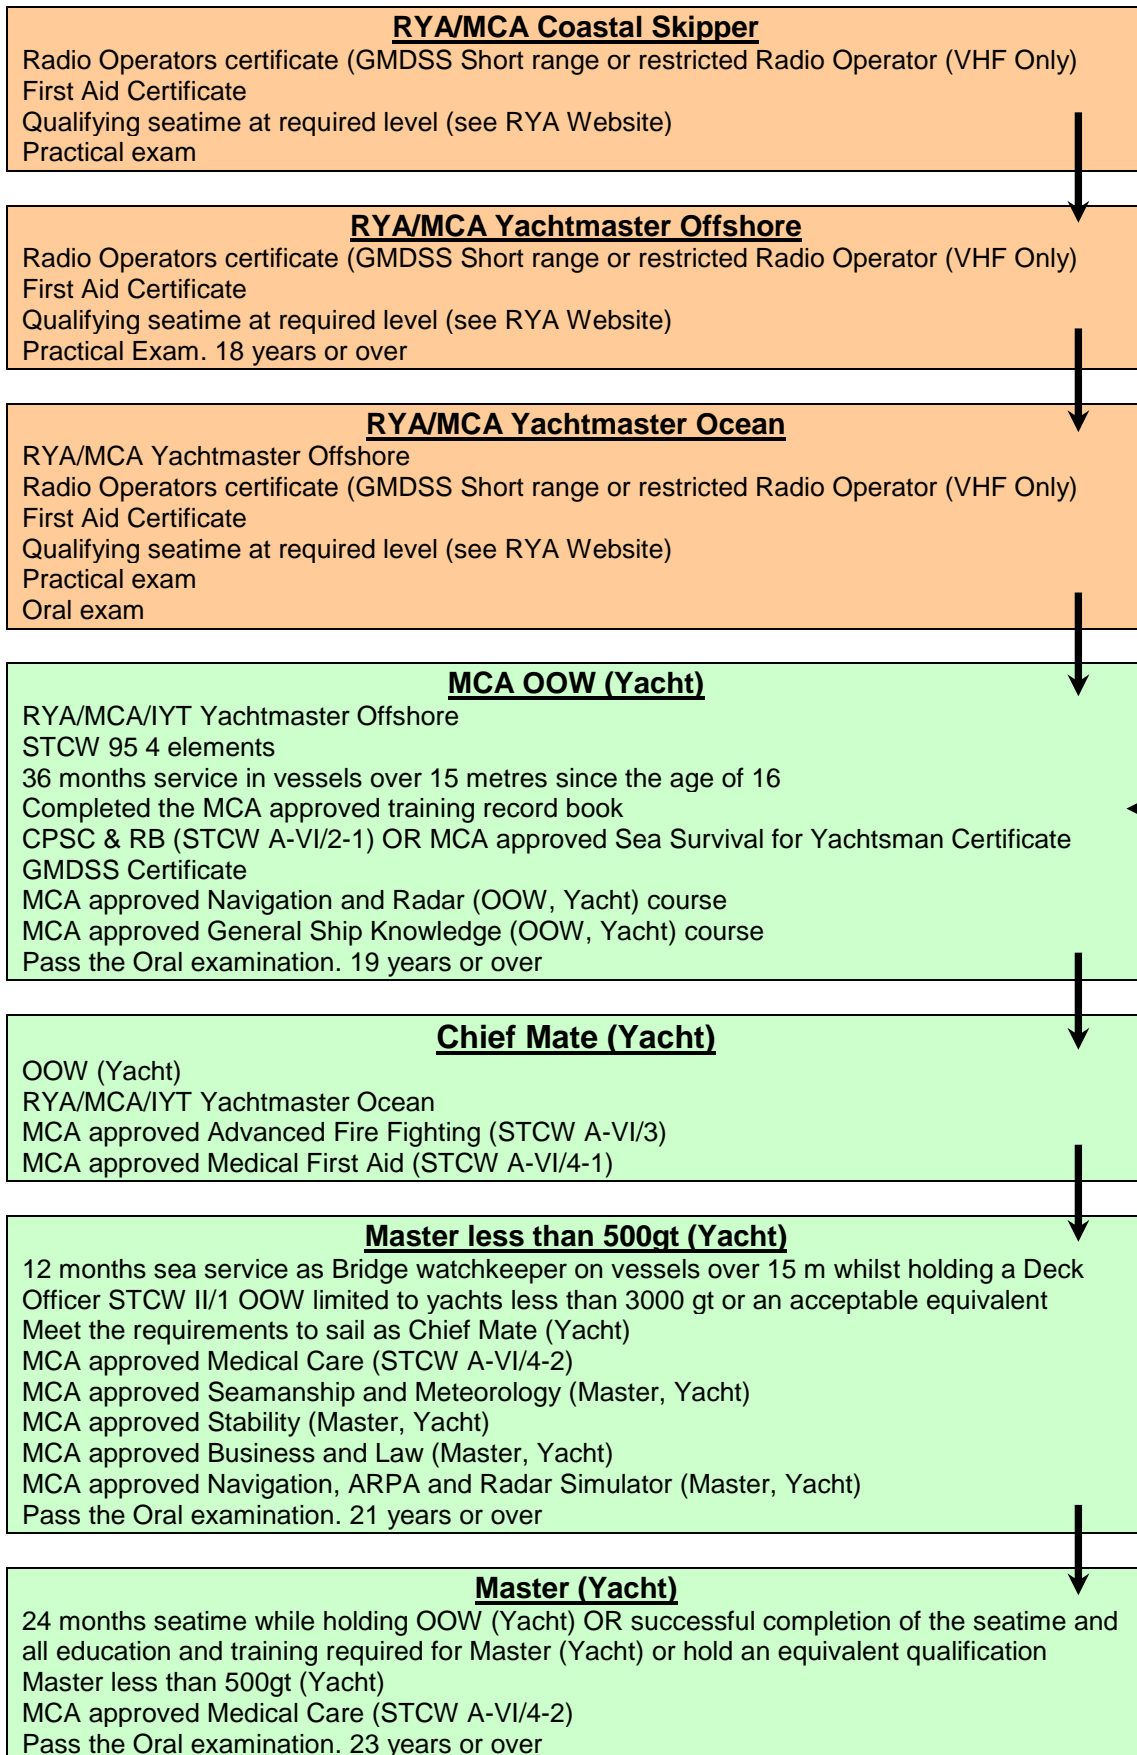 RYA/MCA Coastal Skipper
Radio Operators certificate (GMDSS Short range or restricted Radio Operator (VHF Only)
First Aid Certificate
Qualifying seatime at required level (see RYA Website)
Practical exam
RYA/MCA Yachtmaster Offshore
Radio Operators certificate (GMDSS Short range or restricted Radio Operator (VHF Only)
First Aid Certificate
Qualifying seatime at required level (see RYA Website)
Practical Exam. 18 years or over
RYA/MCA Yachtmaster Ocean
RYA/MCA Yachtmaster Offshore
Radio Operators certificate (GMDSS Short range or restricted Radio Operator (VHF Only)
First Aid Certificate
Qualifying seatime at required level (see RYA Website)
Practical exam
Oral exam
MCA OOW (Yacht)
RYA/MCA/IYT Yachtmaster Offshore
STCW 95 4 elements
36 months service in vessels over 15 metres since the age of 16
Completed the MCA approved training record book
CPSC & RB (STCW A-VI/2-1) OR MCA approved Sea Survival for Yachtsman Certificate
GMDSS Certificate
MCA approved Navigation and Radar (OOW, Yacht) course
MCA approved General Ship Knowledge (OOW, Yacht) course
Pass the Oral examination. 19 years or over
Chief Mate (Yacht)
OOW (Yacht)
RYA/MCA/IYT Yachtmaster Ocean
MCA approved Advanced Fire Fighting (STCW A-VI/3)
MCA approved Medical First Aid (STCW A-VI/4-1)
Master less than 500gt (Yacht)
12 months sea service as Bridge watchkeeper on vessels over 15 m whilst holding a Deck
Officer STCW II/1 OOW limited to yachts less than 3000 gt or an acceptable equivalent
Meet the requirements to sail as Chief Mate (Yacht)
MCA approved Medical Care (STCW A-VI/4-2)
MCA approved Seamanship and Meteorology (Master, Yacht)
MCA approved Stability (Master, Yacht)
MCA approved Business and Law (Master, Yacht)
MCA approved Navigation, ARPA and Radar Simulator (Master, Yacht)
Pass the Oral examination. 21 years or over
Master (Yacht)
24 months seatime while holding OOW (Yacht) OR successful completion of the seatime and
all education and training required for Master (Yacht) or hold an equivalent qualification
Master less than 500gt (Yacht)
MCA approved Medical Care (STCW A-VI/4-2)
Pass the Oral examination. 23 years or over